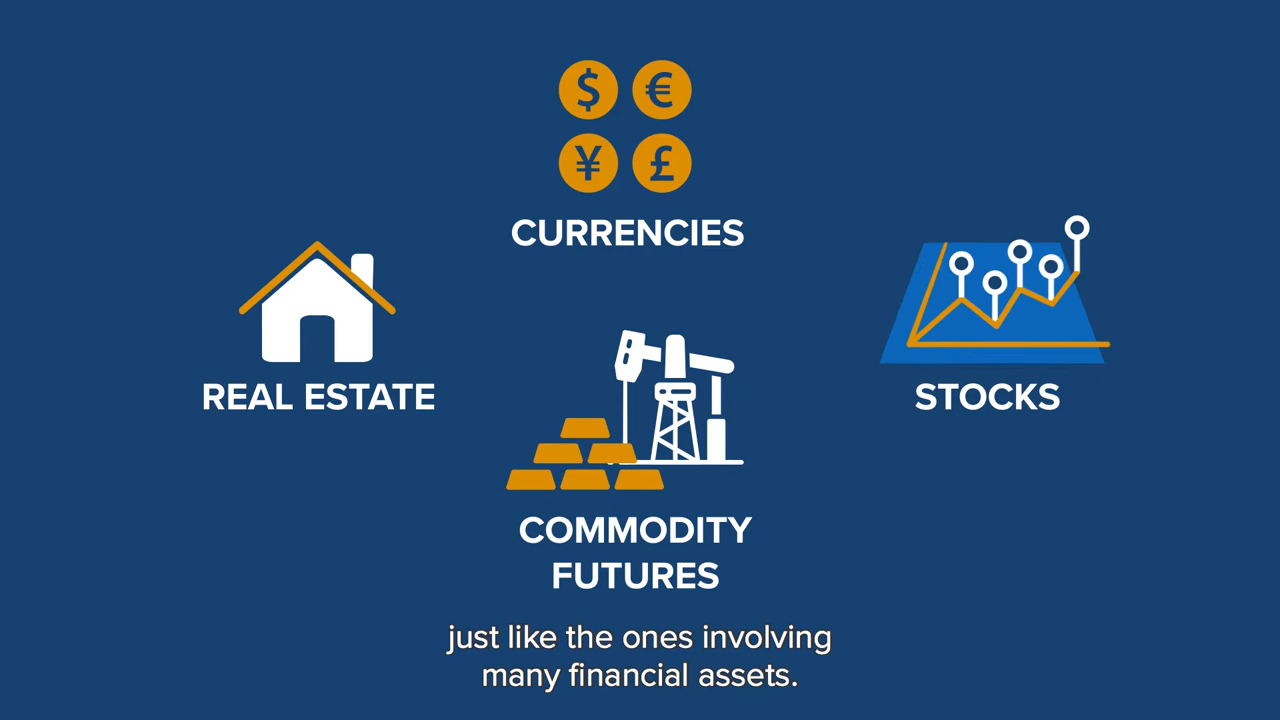 $ €
¥ £
CURRENCIES
REAL ESTATE
STOCKS
COMMODITY
FUTURES
just like the ones involving
many financial assets.